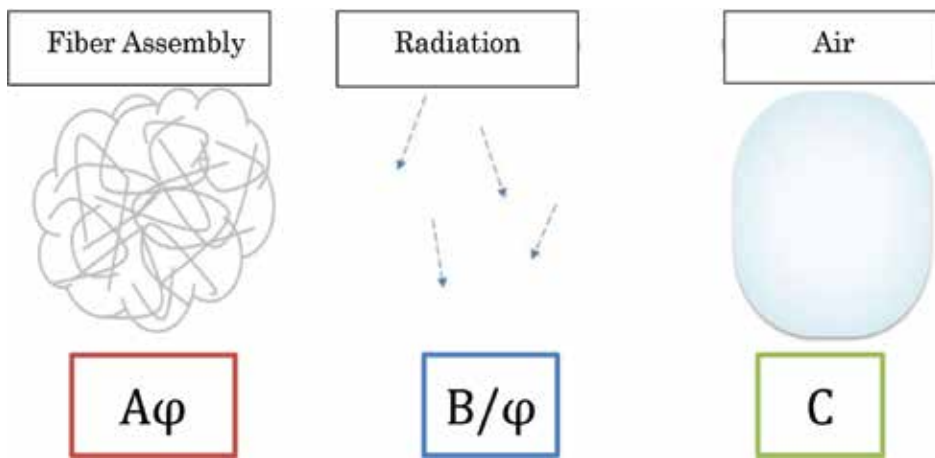 Fiber Assembly
Radiation
Air
Aφ
B/φ
C